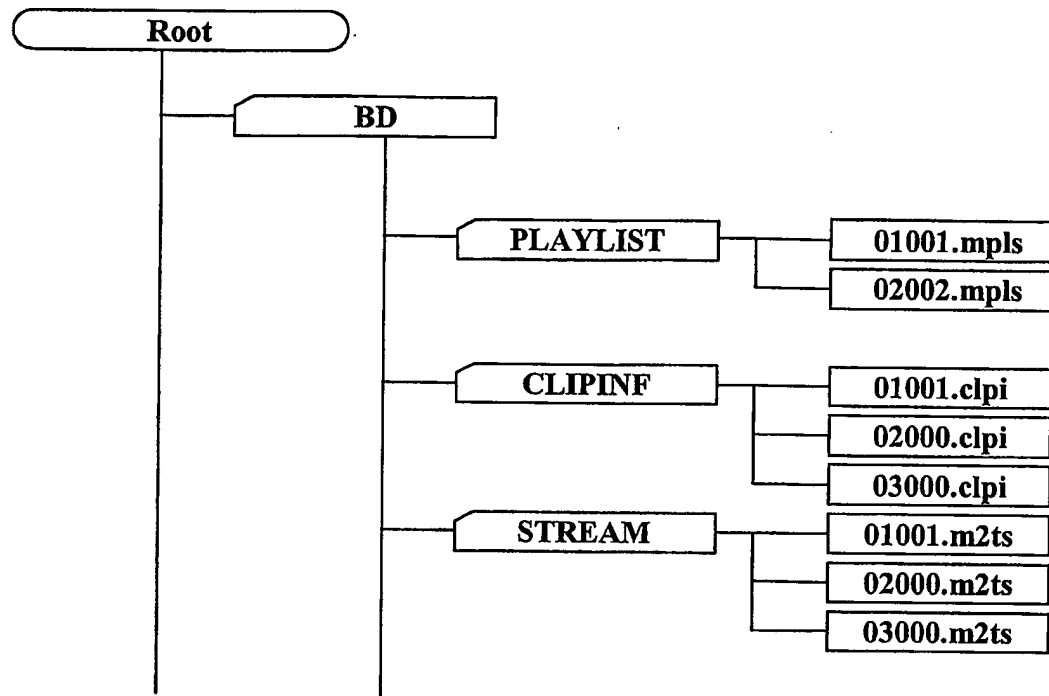 Root
BD
PLAYLIST
01001.mpls
02002.mpls
CLIPINF
01001.clpi
02000.clpi
03000.clpi
STREAM
01001.m2ts
02000.m2ts
03000.m2ts